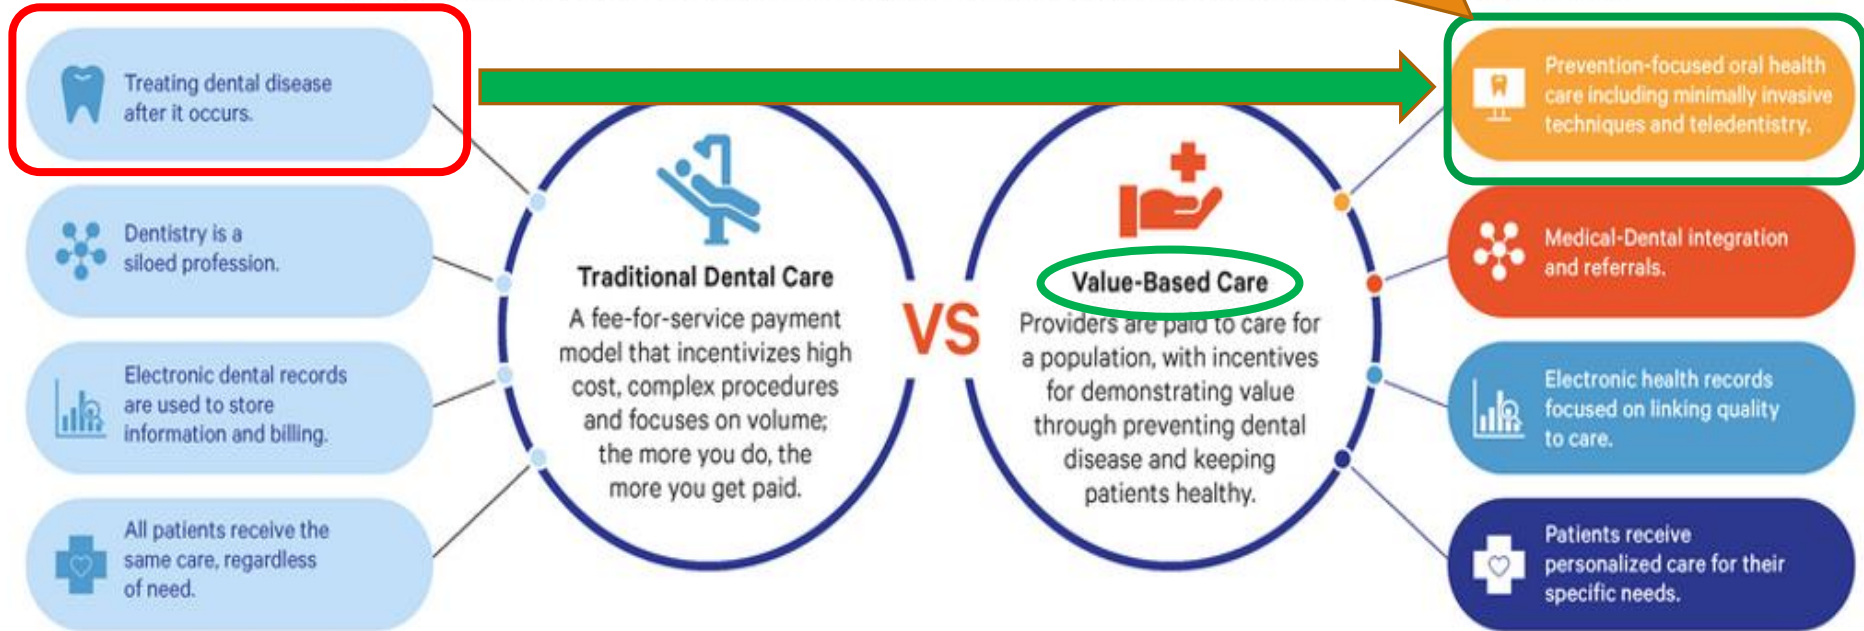 Treating dental disease
after it occurs.
Dentistry is a
siloed profession.
Electronic dental records
are used to store
information and billing.
All patients receive the
same care, regardless
of need.
Traditional Dental Care
A fee-for-service payment
model that incentivizes high
cost, complex procedures
and focuses on volume;
the more you do, the
more you get paid.
VS
Value-Based Care
Providers are paid to care for
a population, with incentives
for demonstrating value
through preventing dental
disease and keeping
patients healthy.
Prevention-focused oral health
care including minimally invasive
techniques and teledentistry.
Medical-Dental integration
and referrals.
Electronic health records
focused on linking quality
to care.
Patients receive
personalized care for their
specific needs.